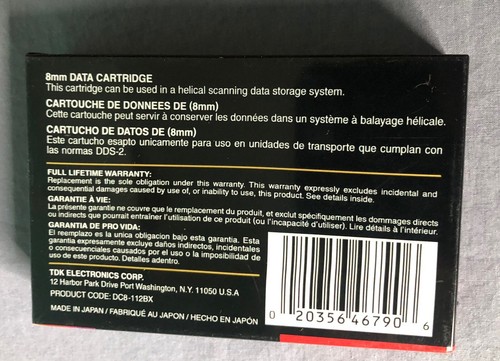 8mm DATA CARTRIDGE
This cartridge can be used in a helical scanning data storage system.
CARTOUCHE DE DONNEES DE (8mm)
Cette cartouche peut servir à conserver les données dans un système à balayage hélicale.
CARTUCHO DE DATOS DE (8mm)
Este cartucho esapto unicamente para uso en unidades de transporte que cumplan con
las normas DDS-2.
FULL LIFETIME WARRANTY:
Replacement is the sole obligation under this warranty. This warranty expressly excludes incidental and
consequential damages caused by use of, or inability to use, this product. See details inside.
GARANTIE À VIE:
La présente garantie ne couvre que le remplacement du produit, et exclut spécifiquement les dommages directs
ou indirects que pourrait entraîner l'utilisation de ce produit (ou l'incapacité d'utiliser). Lire détails à l'intérieur.
GARANTIA DE PRO VIDA:
El reemplazo es la unica obligacion bajo esta garantia. Esta
garantia expresamente excluye daños indirectos, incidentales
o consecuenciales causados por el uso o la imposibilidad de
uso de este producto. Detalles adentro.
TDK ELECTRONICS CORP.
12 Harbor Park Drive Port Washington, N.Y. 11050 U.S.A
PRODUCT CODE: DC8-112BX
MADE IN JAPAN / FABRIQUÉ AU JAPON / HECHO EN JAPÓN
0 20356 46790 6